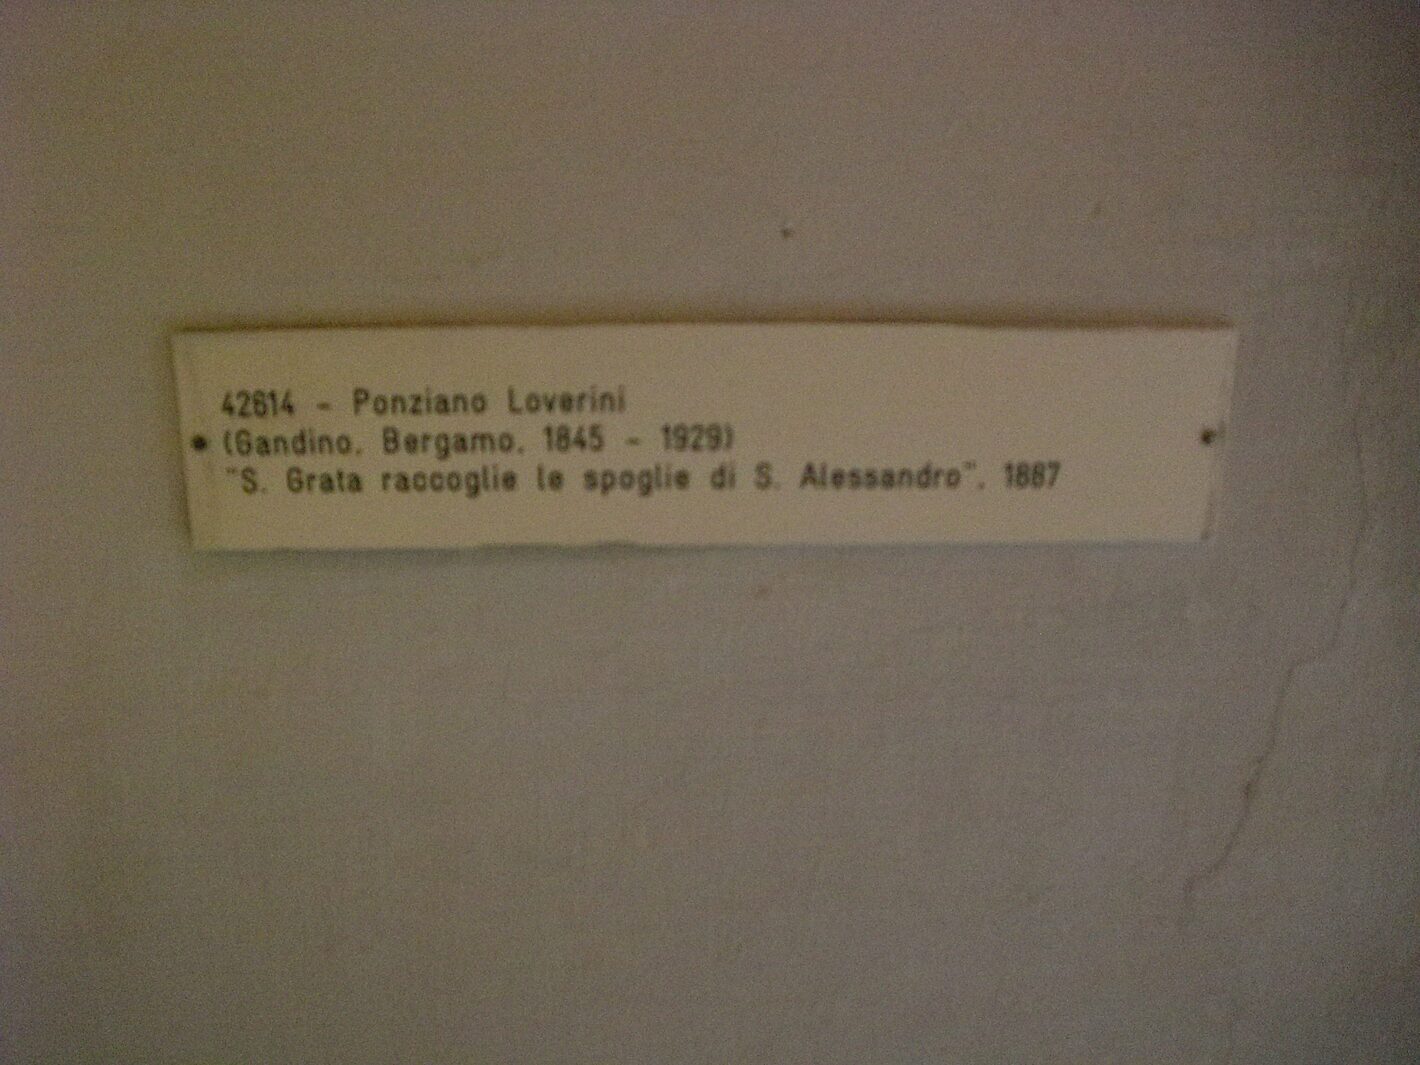 42614 - Ponziano Loverini
(Gandino, Bergamo, 1845 - 1929)
"S. Grata raccoglie le spoglie di S. Alessandro", 1887